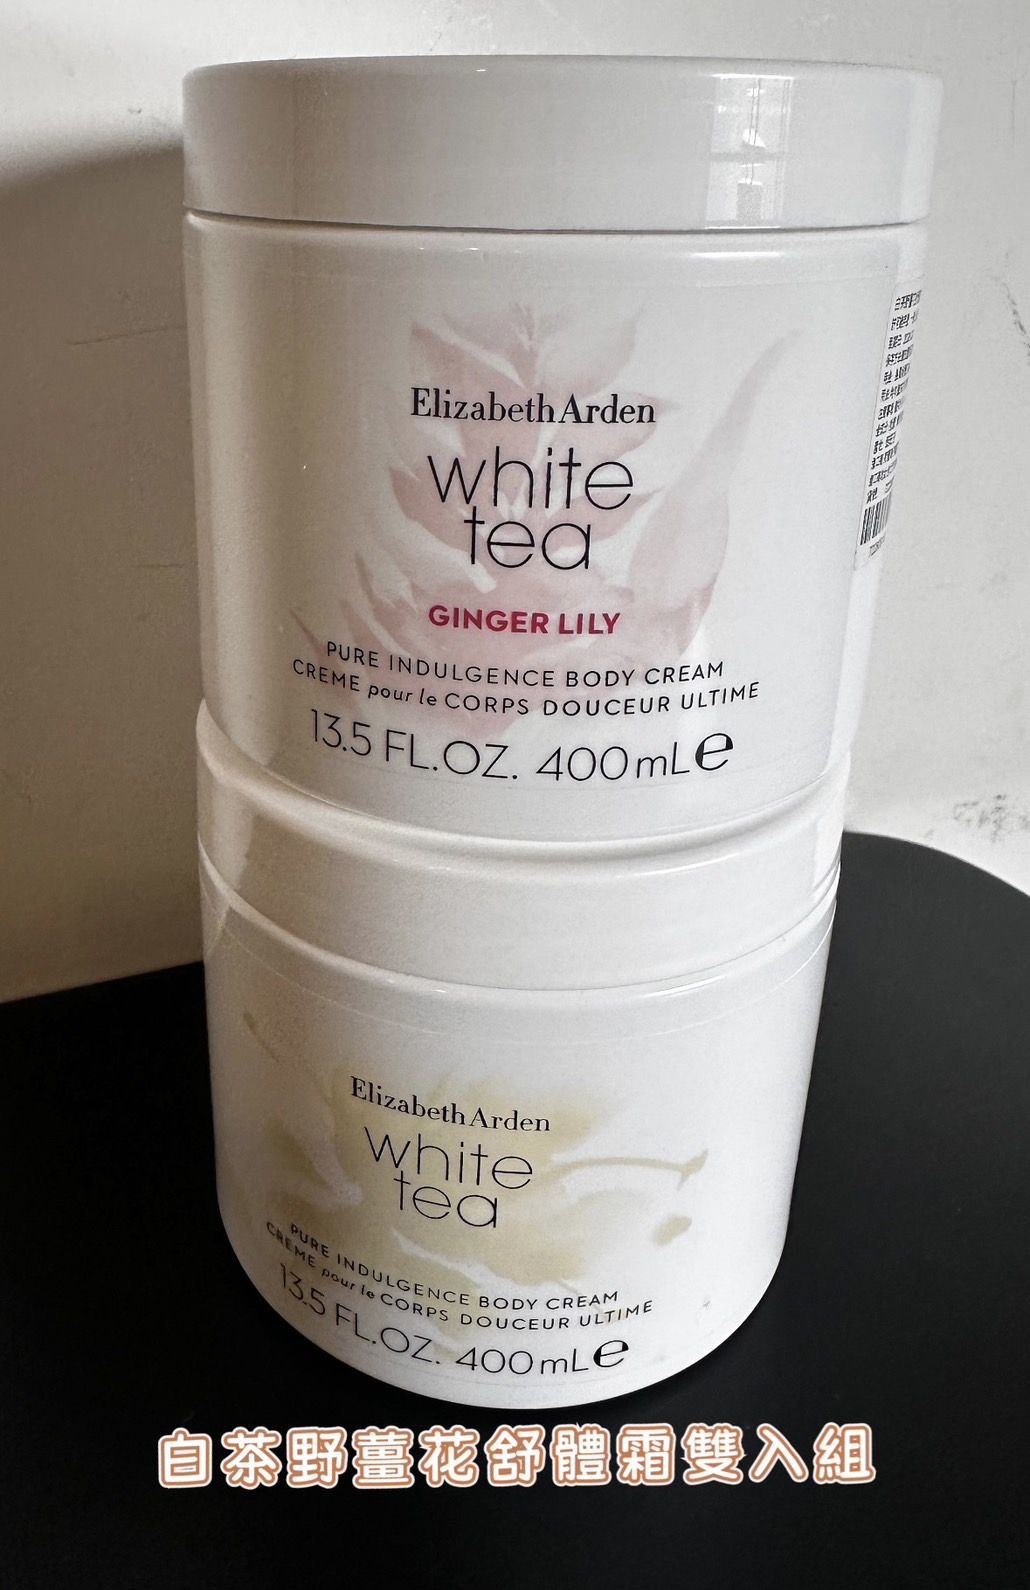 Elizabeth Arden
white
tea
GINGER LILY
PURE INDULGENCE BODY CREAM
CREME pour le CORPS DOUCEUR ULTIME
13.5 FL.OZ. 400mL e
Elizabeth Arden
white
tea
PURE INDULGENCE BODY CREAM
CREME pour le CORPS DOUCEUR ULTIME
13.5 FL.OZ. 400mL e
白茶野薑花舒體霜雙入組